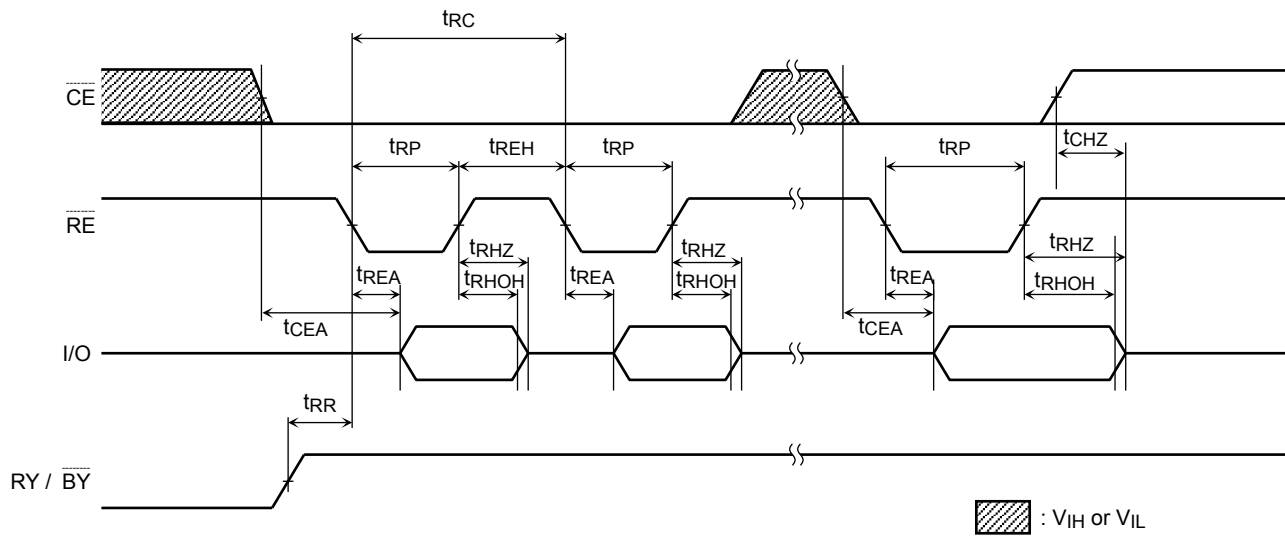 tRC
CE
tCHZ
tRP tREH tRP tRP
RE
tRHZ tRHZ tRHZ
tREA tRHOH tREA tRHOH tREA tRHOH
tCEA tCEA
I/O
tRR
RY / BY
: VIH or VIL